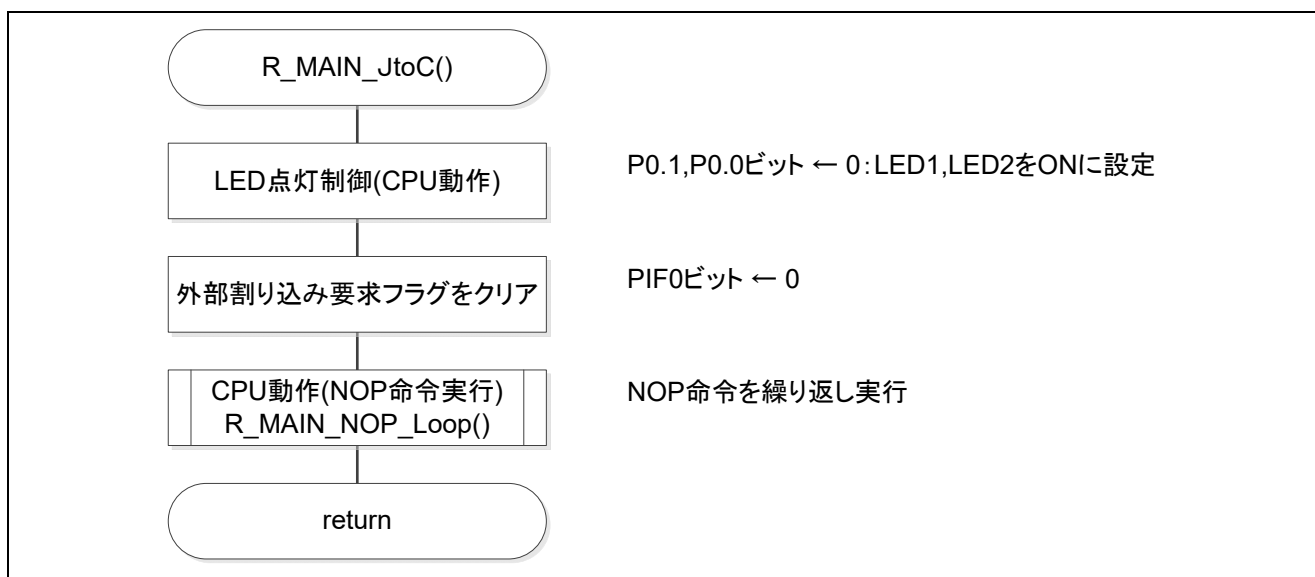 R_MAIN_JtoC()
LED点灯制御(CPU動作)
P0.1,P0.0ビット ← 0:LED1,LED2をONに設定
外部割り込み要求フラグをクリア
PIF0ビット ← 0
CPU動作(NOP命令実行)
R_MAIN_NOP_Loop()
NOP命令を繰り返し実行
return